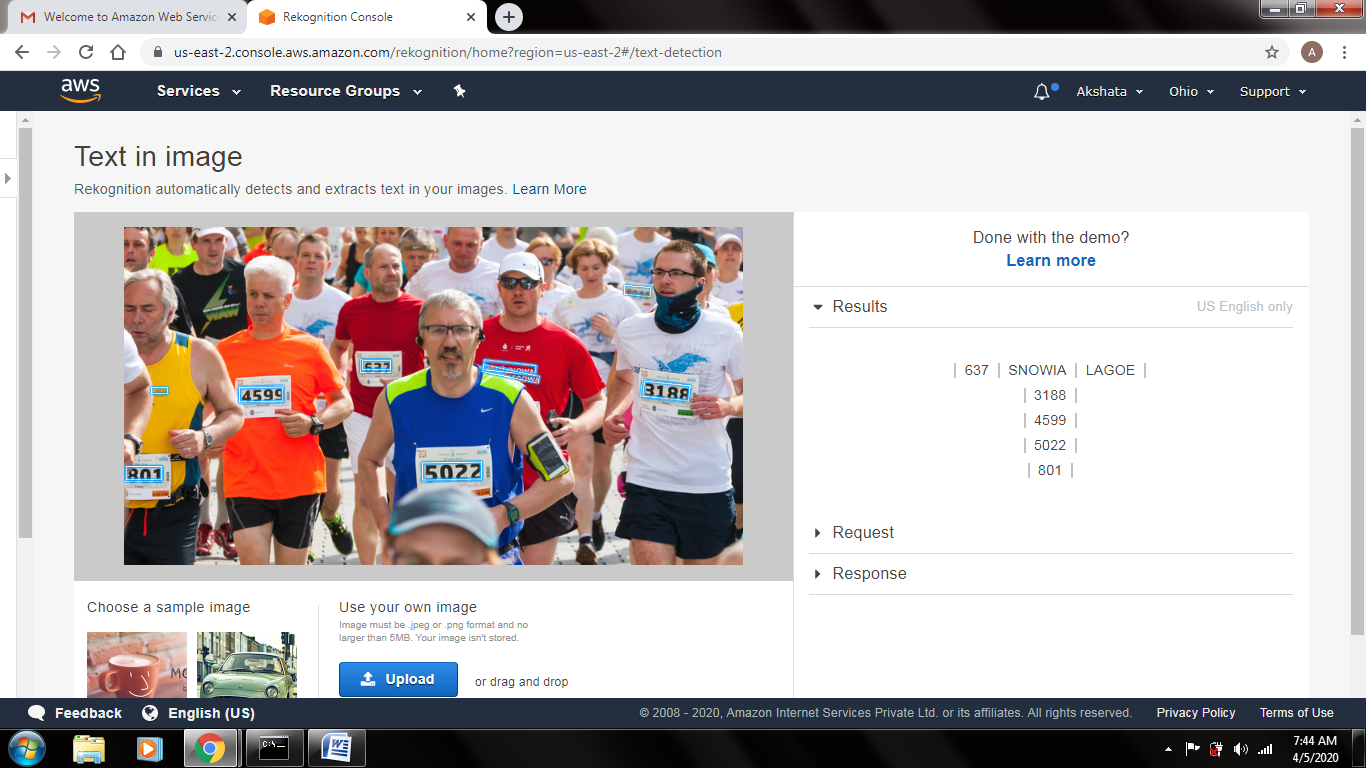 Welcome to Amazon Web Servic
Rekognition Console
us-east-2.console.aws.amazon.com/rekognition/home?region=us-east-2#/text-detection
A
aws
Services
Resource Groups
Akshata
Ohio
Support
Text in image
Rekognition automatically detects and extracts text in your images. Learn More
637
4599
3188
801
5022
Done with the demo?
Learn more
Results
US English only
| 637 | SNOWIA | LAGOE |
| 3188 |
| 4599 |
| 5022 |
| 801 |
Request
Response
Choose a sample image
Use your own image
Image must be .jpeg or .png format and no
larger than 5MB. Your image isn't stored.
Upload
or drag and drop
Feedback
English (US)
© 2008 - 2020, Amazon Internet Services Private Ltd. or its affiliates. All rights reserved.
Privacy Policy
Terms of Use
7:44 AM
4/5/2020